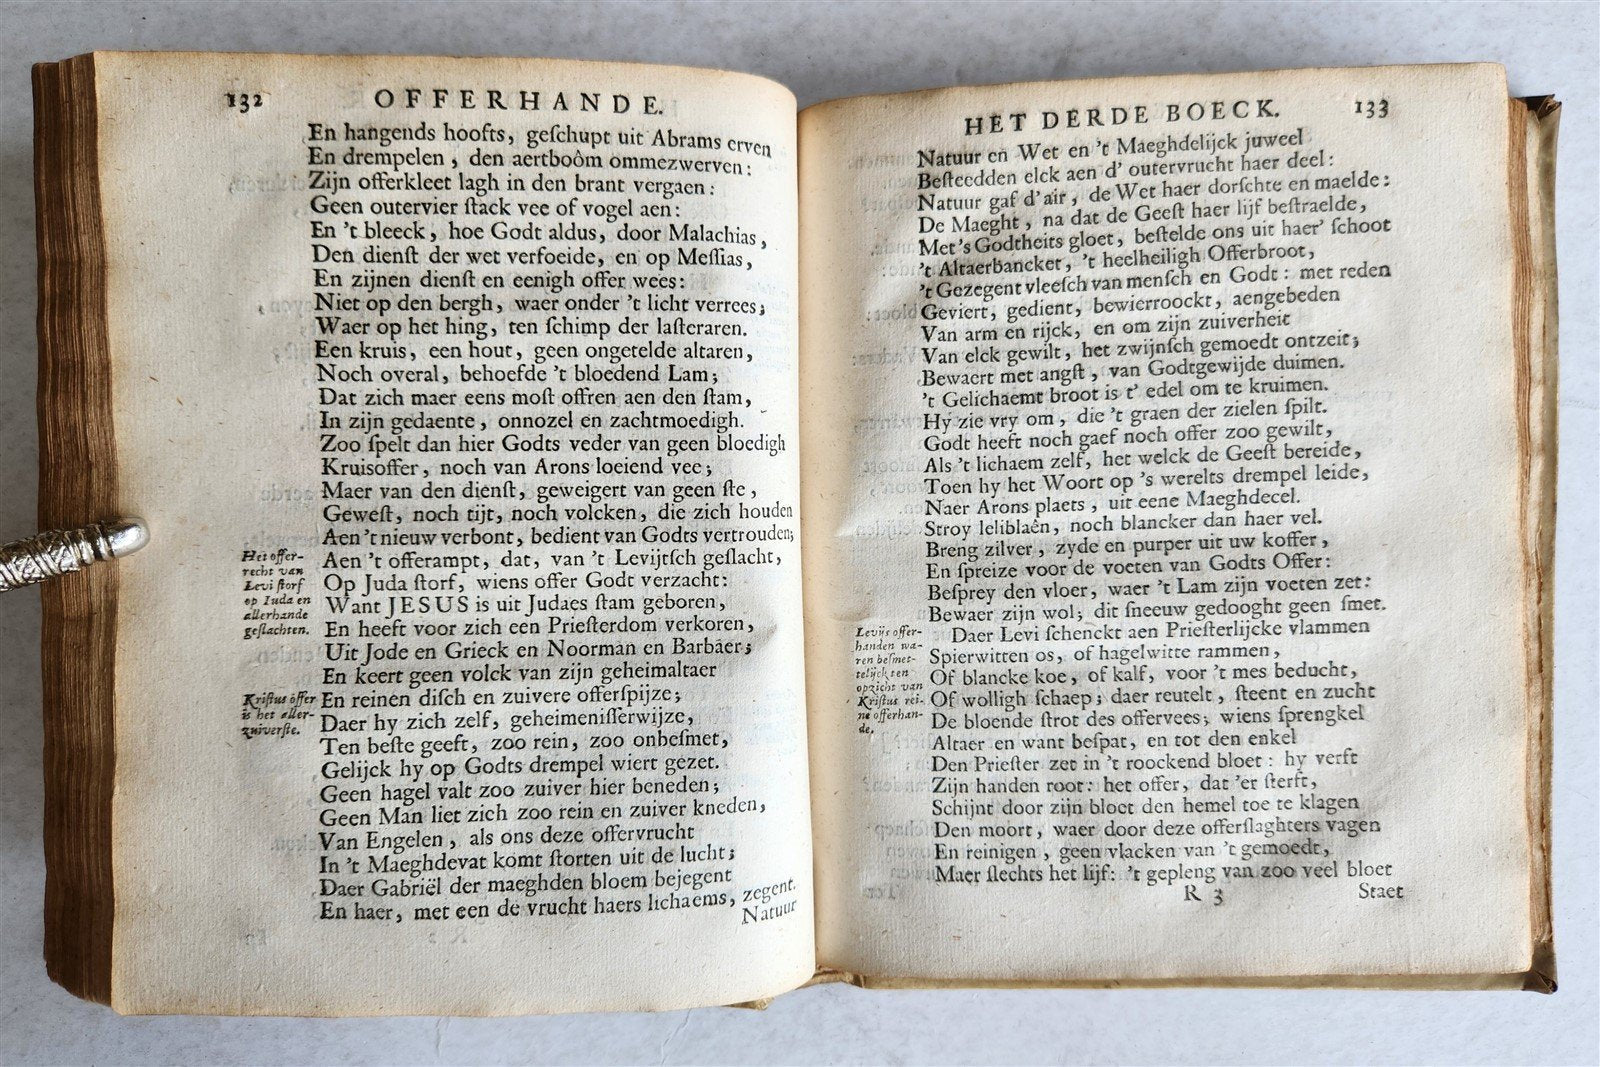 132
OFFERHANDE.
En hangends hoofts, geſchupt uit Abrams erven
En drempelen, den aertboôm ommezwerven:
Zijn offerkleet lagh in den brant vergaen:
Geen outervier ſtack vee of vogel aen:
En 't bleeck, hoe Godt aldus, door Malachias,
Den dienſt der wet verfoeide, en op Meſſias,
En zijnen dienſt en eenigh offer wees:
Niet op den bergh, waer onder 't licht verrees;
Waer op het hing, ten ſchimp der laſteraren.
Een kruis, een hout, geen ongetelde altaren,
Noch overal, behoefde 't bloedend Lam;
Dat zich maer eens moſt offren aen den ſtam,
In zijn gedaente, onnozel en zachtmoedigh.
Zoo ſpelt dan hier Godts veder van geen bloedigh
Kruisoffer, noch van Arons loeiend vee;
Maer van den dienſt, geweigert van geen ſte,
Geweſt, noch tijt, noch volcken, die zich houden
Aen 't nieuw verbont, bedient van Godts vertrouden;
Aen 't offerampt, dat, van 't Levijtſch geſlacht,
Op Juda ſtorf, wiens offer Godt verzacht:
Want JESUS is uit Judaes ſtam geboren,
En heeft voor zich een Prieſterdom verkoren,
Uit Jode en Grieck en Noorman en Barbaer;
En keert geen volck van zijn geheimaltaer
En reinen diſch en zuivere offerſpijze;
Daer hy zich zelf, geheimeniſſerwijze,
Ten beſte geeft, zoo rein, zoo onbeſmet,
Gelijck hy op Godts drempel wiert gezet.
Geen hagel valt zoo zuiver hier beneden;
Geen Man liet zich zoo rein en zuiver kneden,
Van Engelen, als ons deze offervrucht
In 't Maeghdevat komt ſtorten uit de lucht;
Daer Gabriël der maeghden bloem bejegent
En haer, met een de vrucht haers lichaems, zegent.
Natuur
Het offer-
recht van
Levi ſtorf
op Iuda en
allerhande
geſlachten.
Kriſtus offer
is het aller-
zuiverſte.
HET DERDE BOECK.
133
Natuur en Wet en 't Maeghdelijck juweel
Beſteedden elck aen d' outervrucht haer deel:
Natuur gaf d'air, de Wet haer dorſchte en maelde:
De Maeght, na dat de Geeſt haer lijf beſtraelde,
Met 's Godtheits gloet, beſtelde ons uit haer' ſchoot
't Altaerbancket, 't heelheiligh Offerbroot,
't Gezegent vleeſch van menſch en Godt: met reden
Geviert, gedient, bewierroockt, aengebeden
Van arm en rijck, en om zijn zuiverheit
Van elck gewilt, het zwijnſch gemoedt ontzeit;
Bewaert met angſt, van Godtgewijde duimen.
't Gelichaemt broot is t' edel om te kruimen.
Hy zie vry om, die 't graen der zielen ſpilt.
Godt heeft noch gaef noch offer zoo gewilt,
Als 't lichaem zelf, het welck de Geeſt bereide,
Toen hy het Woort op 's werelts drempel leide,
Naer Arons plaets, uit eene Maeghdecel.
Stroy leliblaên, noch blancker dan haer vel.
Breng zilver, zyde en purper uit uw koffer,
En ſpreize voor de voeten van Godts Offer:
Beſprey den vloer, waer 't Lam zijn voeten zet:
Bewaer zijn wol; dit ſneeuw gedooght geen ſmet.
Daer Levi ſchenckt aen Prieſterlijcke vlammen
Spierwitten os, of hagelwitte rammen,
Of blancke koe, of kalf, voor 't mes beducht,
Of wolligh ſchaep; daer reutelt, ſteent en zucht
De bloende ſtrot des offervees; wiens ſprengkel
Altaer en want beſpat, en tot den enkel
Den Prieſter zet in 't roockend bloet: hy verft
Zijn handen root: het offer, dat 'er ſterft,
Schijnt door zijn bloet den hemel toe te klagen
Den moort, waer door deze offerſlaghters vagen
En reinigen, geen vlacken van 't gemoedt,
Maer ſlechts het lijf: 't gepleng van zoo veel bloet
R 3
Staet
Levijs offer-
handen wa-
ren beſmet-
telijck ten
opzicht van
Kriſtus rei-
ne offerhan-
de.